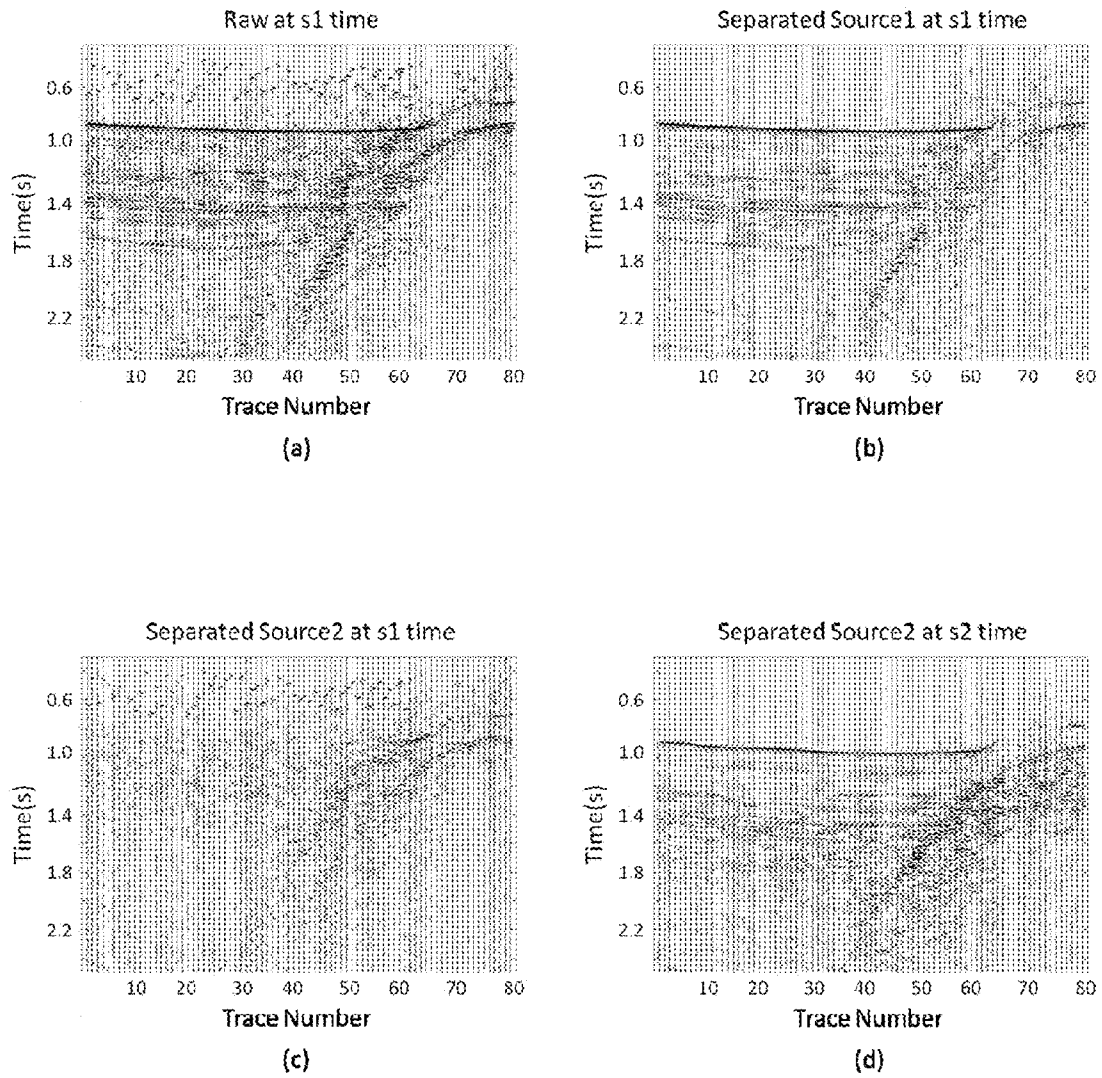 Raw at s1 time
Separated Source1 at s1 time
Time(s)
0.6
1.0
1.4
1.8
2.2
10 20 30 40 50 60 70 80
Trace Number
(a)
Time(s)
0.6
1.0
1.4
1.8
2.2
10 20 30 40 50 60 70 80
Trace Number
(b)
Separated Source2 at s1 time
Separated Source2 at s2 time
Time(s)
0.6
1.0
1.4
1.8
2.2
10 20 30 40 50 60 70 80
Trace Number
(c)
Time(s)
0.6
1.0
1.4
1.8
2.2
10 20 30 40 50 60 70 80
Trace Number
(d)